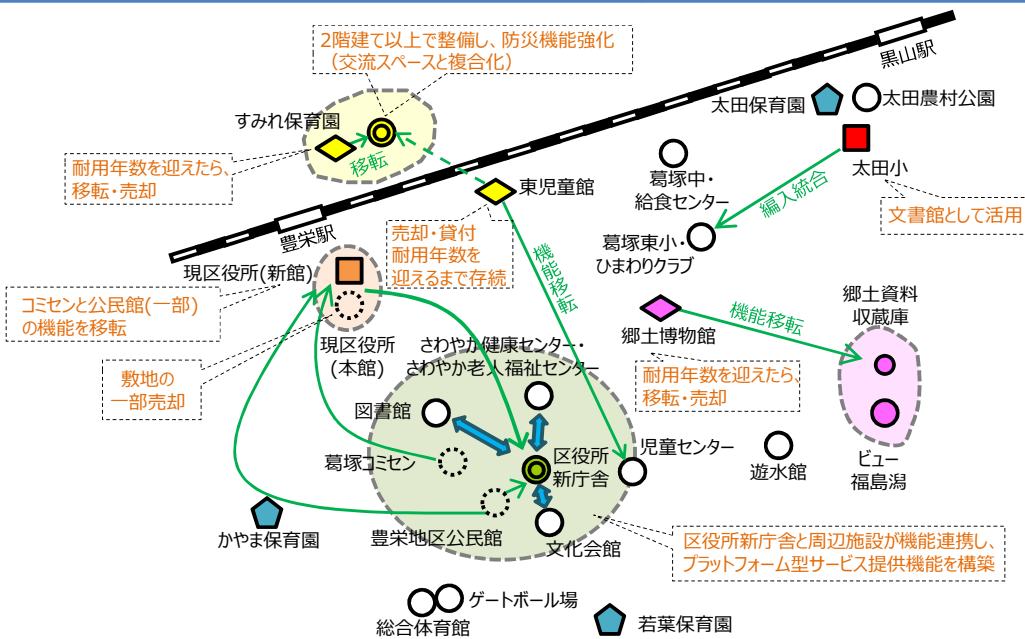 2階建て以上で整備し、防災機能強化
（交流スペースと複合化）
黒山駅
太田保育園
太田農村公園
すみれ保育園
移転
耐用年数を迎えたら、
移転・売却
東児童館
葛塚中・
給食センター
太田小
編入統合
文書館として活用
豊栄駅
売却・貸付
耐用年数を
迎えるまで存続
機能移転
葛塚東小・
ひまわりクラブ
現区役所(新館)
コミセンと公民館(一部)
の機能を移転
郷土博物館
機能移転
郷土資料
収蔵庫
現区役所
(本館)
さわやか健康センター・
さわやか老人福祉センター
耐用年数を迎えたら、
移転・売却
敷地の
一部売却
図書館
葛塚コミセン
区役所
新庁舎
児童センター
遊水館
ビュー
福島潟
かやま保育園
豊栄地区公民館
文化会館
区役所新庁舎と周辺施設が機能連携し、
プラットフォーム型サービス提供機能を構築
ゲートボール場
総合体育館
若葉保育園